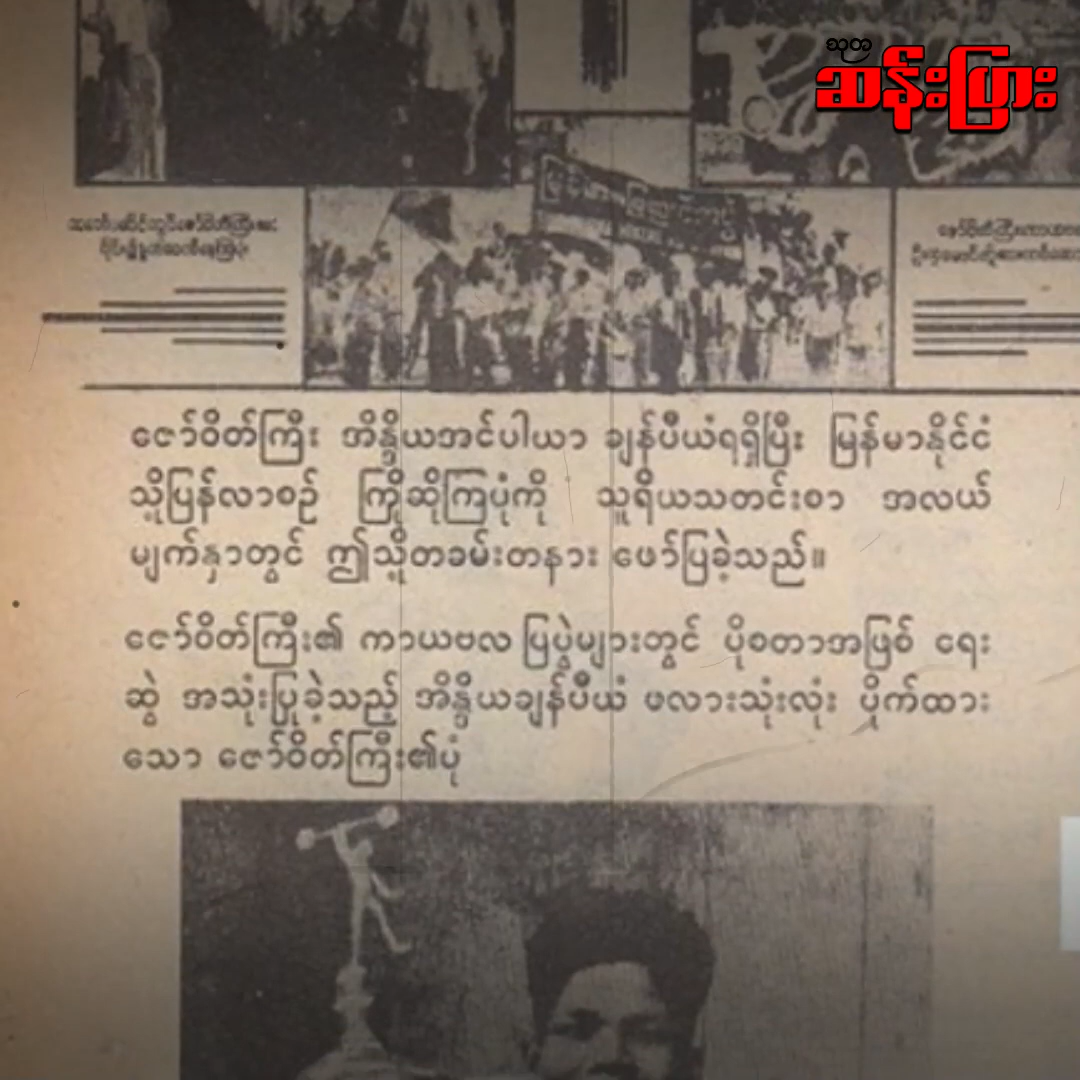 သုတ
ဆန်းပြား
ဇော်ဝိတ်ကြီး အိန္ဒိယအင်ပါယာ ချန်ပီယံရရှိပြီး မြန်မာနိုင်ငံ
သို့ပြန်လာစဉ် ကြိုဆိုကြပုံကို သူရိယသတင်းစာ အလယ်
မျက်နှာတွင် ဤသို့တခမ်းတနား ဖော်ပြခဲ့သည်။
ဇော်ဝိတ်ကြီး၏ ကာယဗလ ပြပွဲများတွင် ပိုစတာအဖြစ် ရေး
ဆွဲ အသုံးပြုခဲ့သည့် အိန္ဒိယချန်ပီယံ ဖလားသုံးလုံး ပိုက်ထား
သော ဇော်ဝိတ်ကြီး၏ပုံ